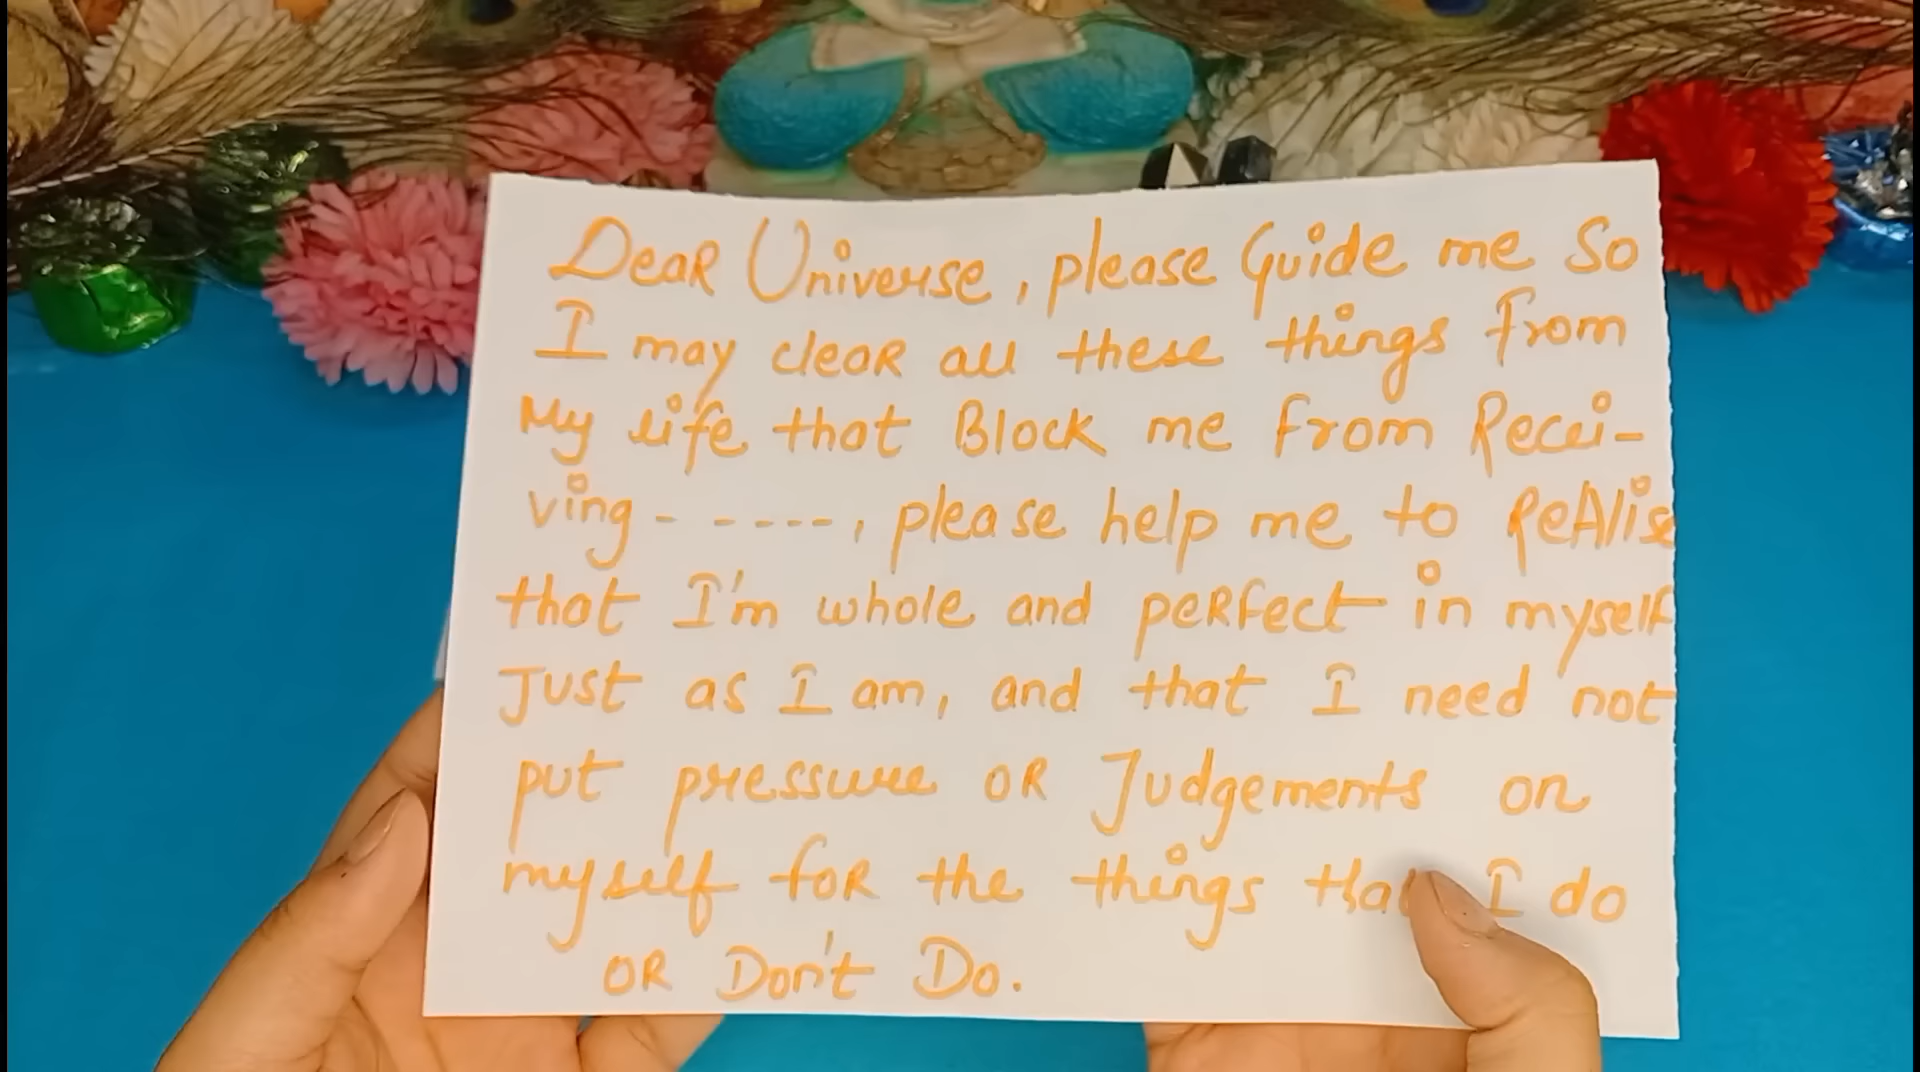 Dear Universe, please Guide me So
I may clear all these things from
My life that Block me from Recei-
ving - - - - - , please help me to ReAlise
that I'm whole and perfect in myself
Just as I am, and that I need not
put pressure OR Judgements on
myself for the things that I do
OR Don't Do.